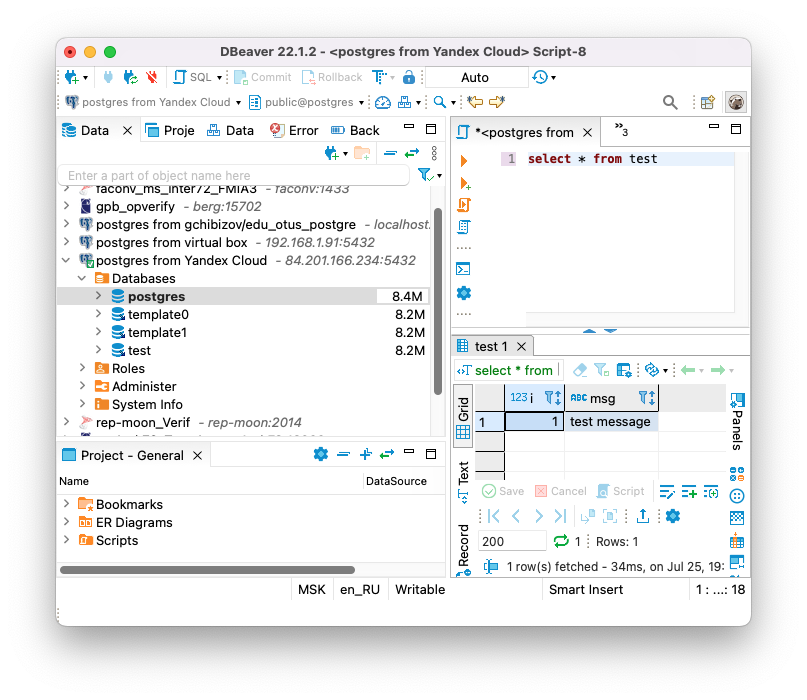 DBeaver 22.1.2 - <postgres from Yandex Cloud> Script-8
SQL Commit Rollback T Auto
postgres from Yandex Cloud public@postgres
Data Proje Data Error Back
Enter a part of object name here
faconv_ms_inter72_FMIA3 - faconv:1433
gpb_opverify - berg:15702
postgres from gchibizov/edu_otus_postgre - localhost.
postgres from virtual box - 192.168.1.91:5432
postgres from Yandex Cloud - 84.201.166.234:5432
Databases
postgres 8.4M
template0 8.2M
template1 8.2M
test 8.2M
Roles
Administer
System Info
rep-moon_Verif - rep-moon:2014
Project - General
Name DataSource
Bookmarks
ER Diagrams
Scripts
*<postgres from »3
1 select * from test
test 1
select * from
Grid
Text
Record
123 i ABC msg
1 1 test message
Panels
Save Cancel Script
200 1 Rows: 1
1 row(s) fetched - 34ms, on Jul 25, 19:
MSK en_RU Writable Smart Insert 1 : ...: 18